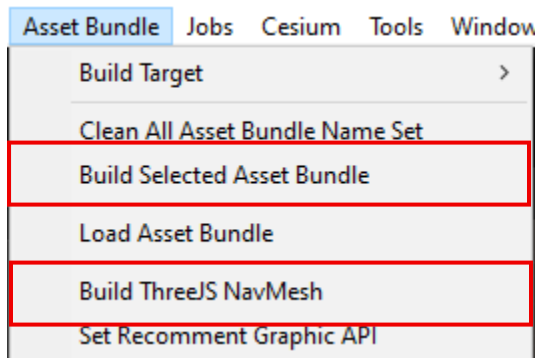 Asset Bundle Jobs Cesium Tools Window
Build Target
Clean All Asset Bundle Name Set
Build Selected Asset Bundle
Load Asset Bundle
Build ThreeJS NavMesh
Set Recomment Graphic API